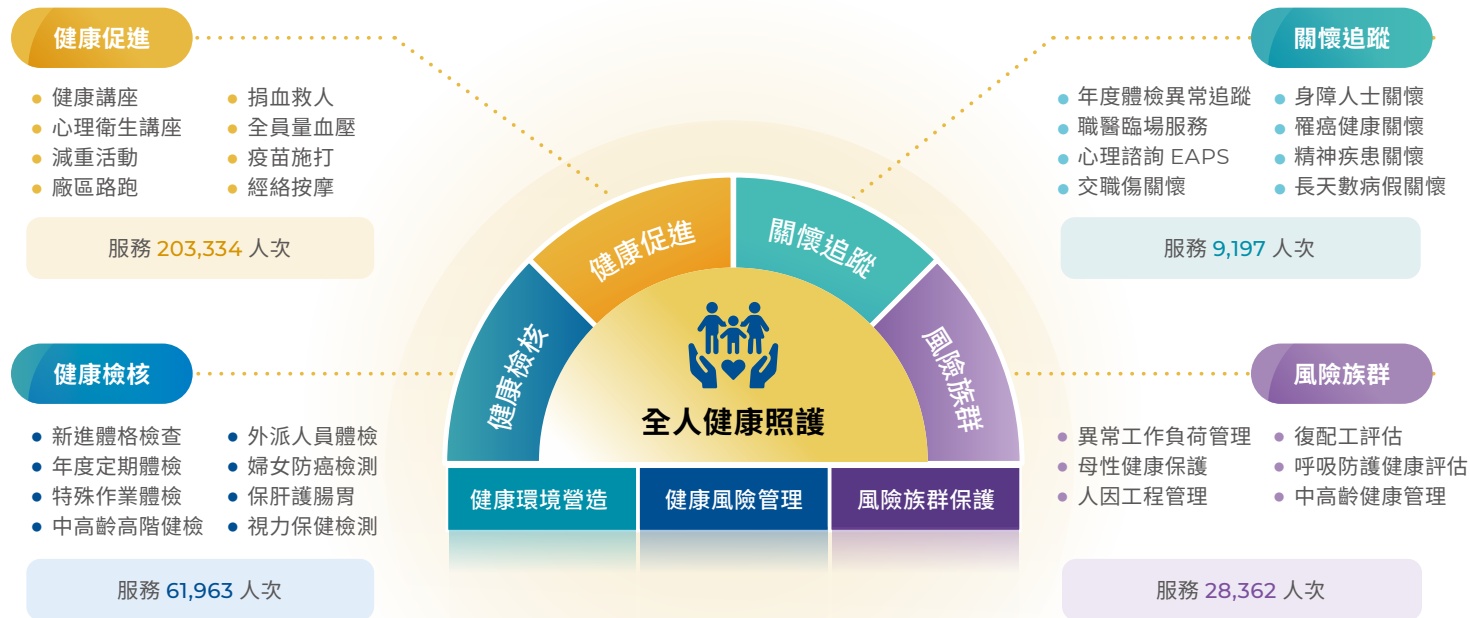 健康促進
健康講座
心理衛生講座
減重活動
廠區路跑
捐血救人
全員量血壓
疫苗施打
經絡按摩
服務 203,334 人次
關懷追蹤
年度體檢異常追蹤
職醫臨場服務
心理諮詢 EAPS
交職傷關懷
身障人士關懷
罹癌健康關懷
精神疾患關懷
長天數病假關懷
服務 9,197 人次
健康檢核
健康促進
關懷追蹤
風險族群
全人健康照護
健康環境營造
健康風險管理
風險族群保護
健康檢核
新進體格檢查
年度定期體檢
特殊作業體檢
中高齡高階健檢
外派人員體檢
婦女防癌檢測
保肝護腸胃
視力保健檢測
服務 61,963 人次
風險族群
異常工作負荷管理
母性健康保護
人因工程管理
復配工評估
呼吸防護健康評估
中高齡健康管理
服務 28,362 人次